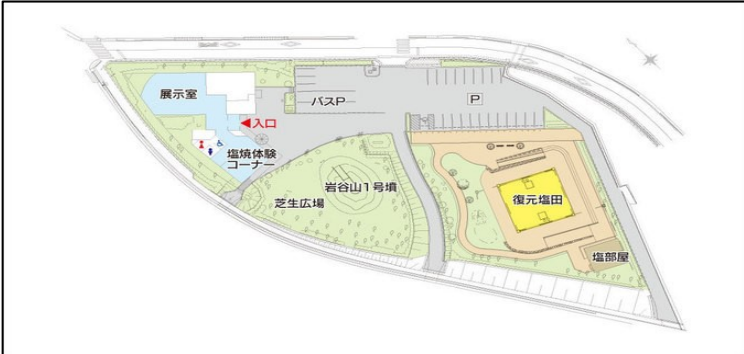 展示室
バスP
P
入口
塩焼体験
コーナー
岩谷山1号墳
芝生広場
復元塩田
塩部屋